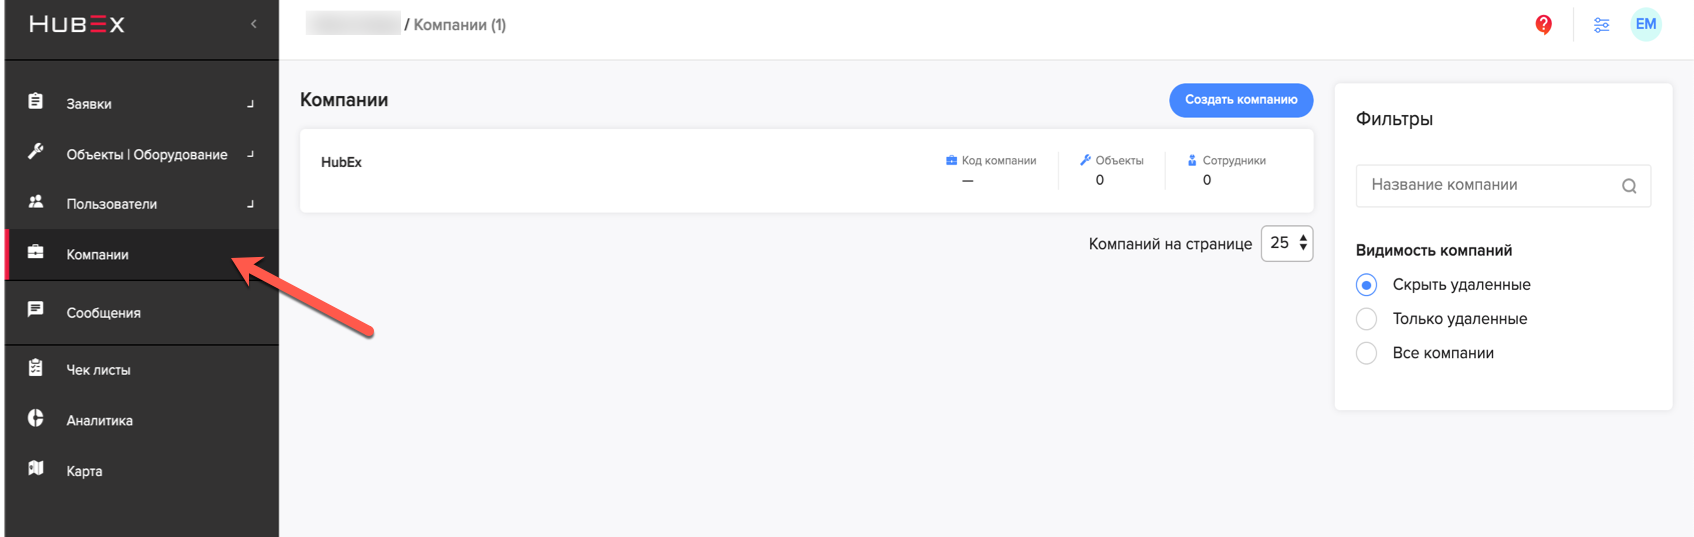 HUBEX
/ Компании (1)
EM
Заявки
Объекты | Оборудование
Пользователи
Компании
Сообщения
Чек листы
Аналитика
Карта
Компании
Создать компанию
HubEx
Код компании
—
Объекты
0
Сотрудники
0
Компаний на странице 25
Фильтры
Название компании
Видимость компаний
Скрыть удаленные
Только удаленные
Все компании